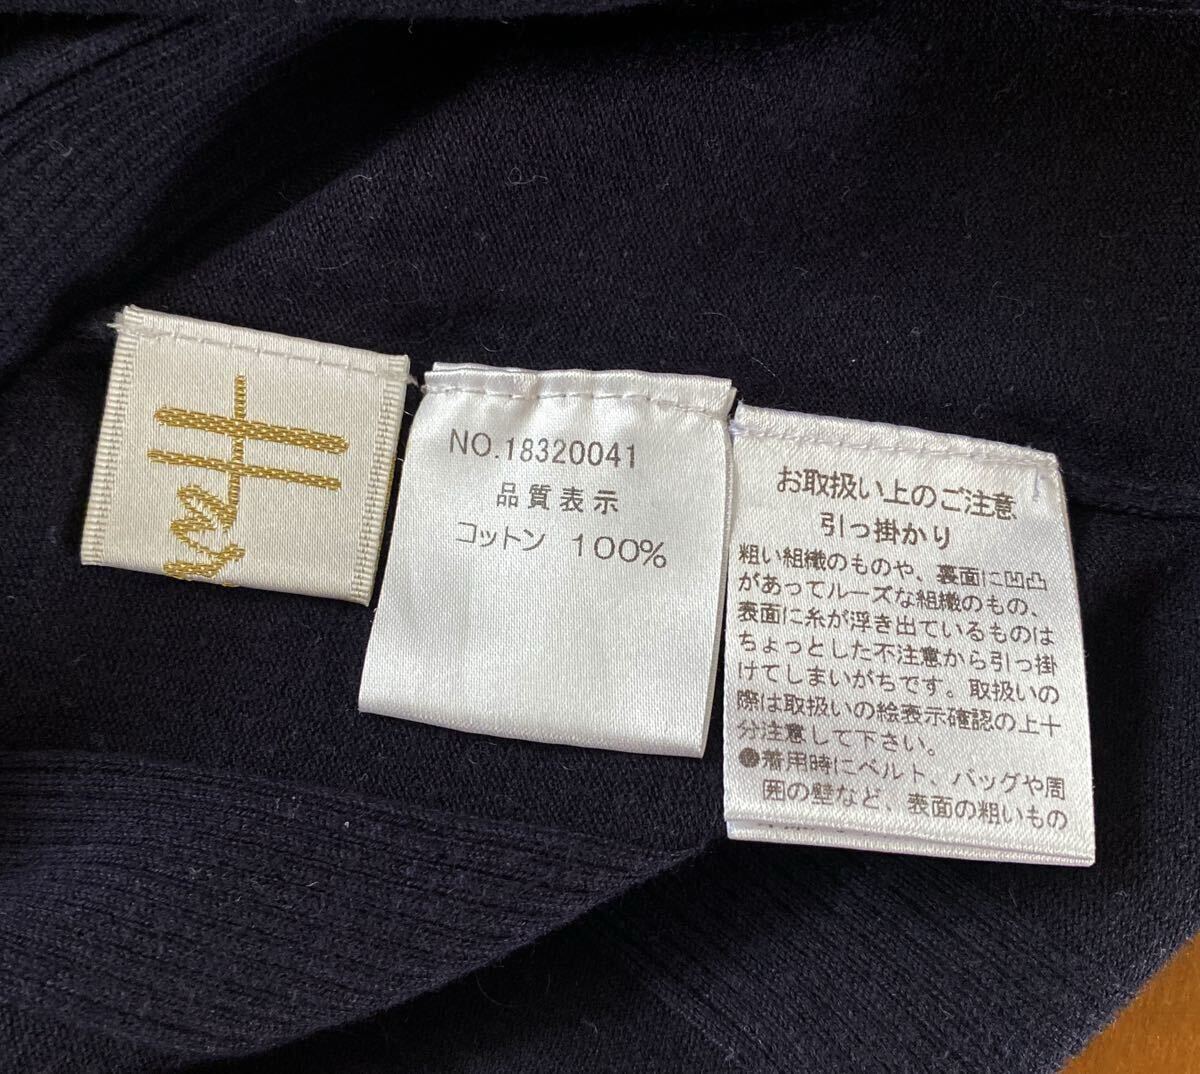 NO.18320041
品質表示
コットン 100%
お取扱い上のご注意
引っ掛かり
粗い組織のものや、裏面に凹凸
があってルーズな組織のもの、
表面に糸が浮き出ているものは
ちょっとした不注意から引っ掛
けてしまいがちです。取扱いの
際は取扱いの絵表示確認の上十
分注意して下さい。
●着用時にベルト、バッグや周
囲の壁など、表面の粗いもの